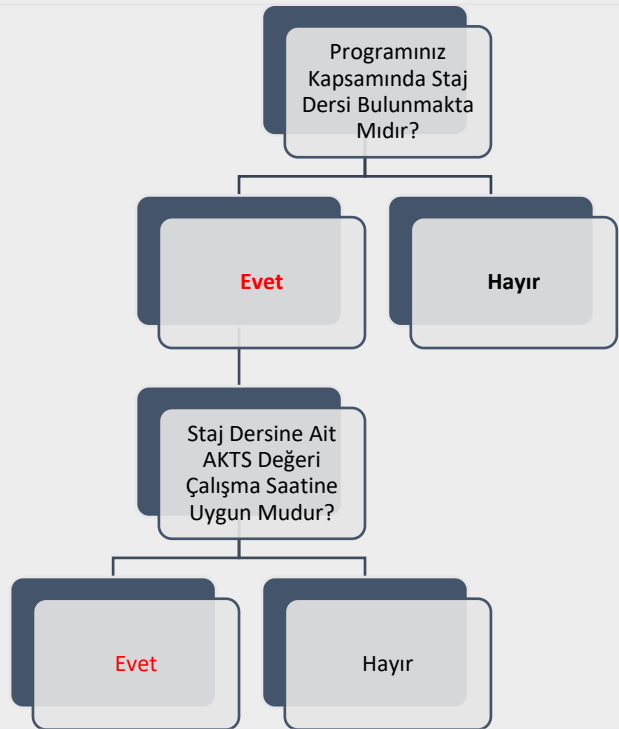 Programınız
Kapsamında Staj
Dersi Bulunmakta
Mıdır?
Evet
Hayır
Staj Dersine Ait
AKTS Değeri
Çalışma Saatine
Uygun Mudur?
Evet
Hayır